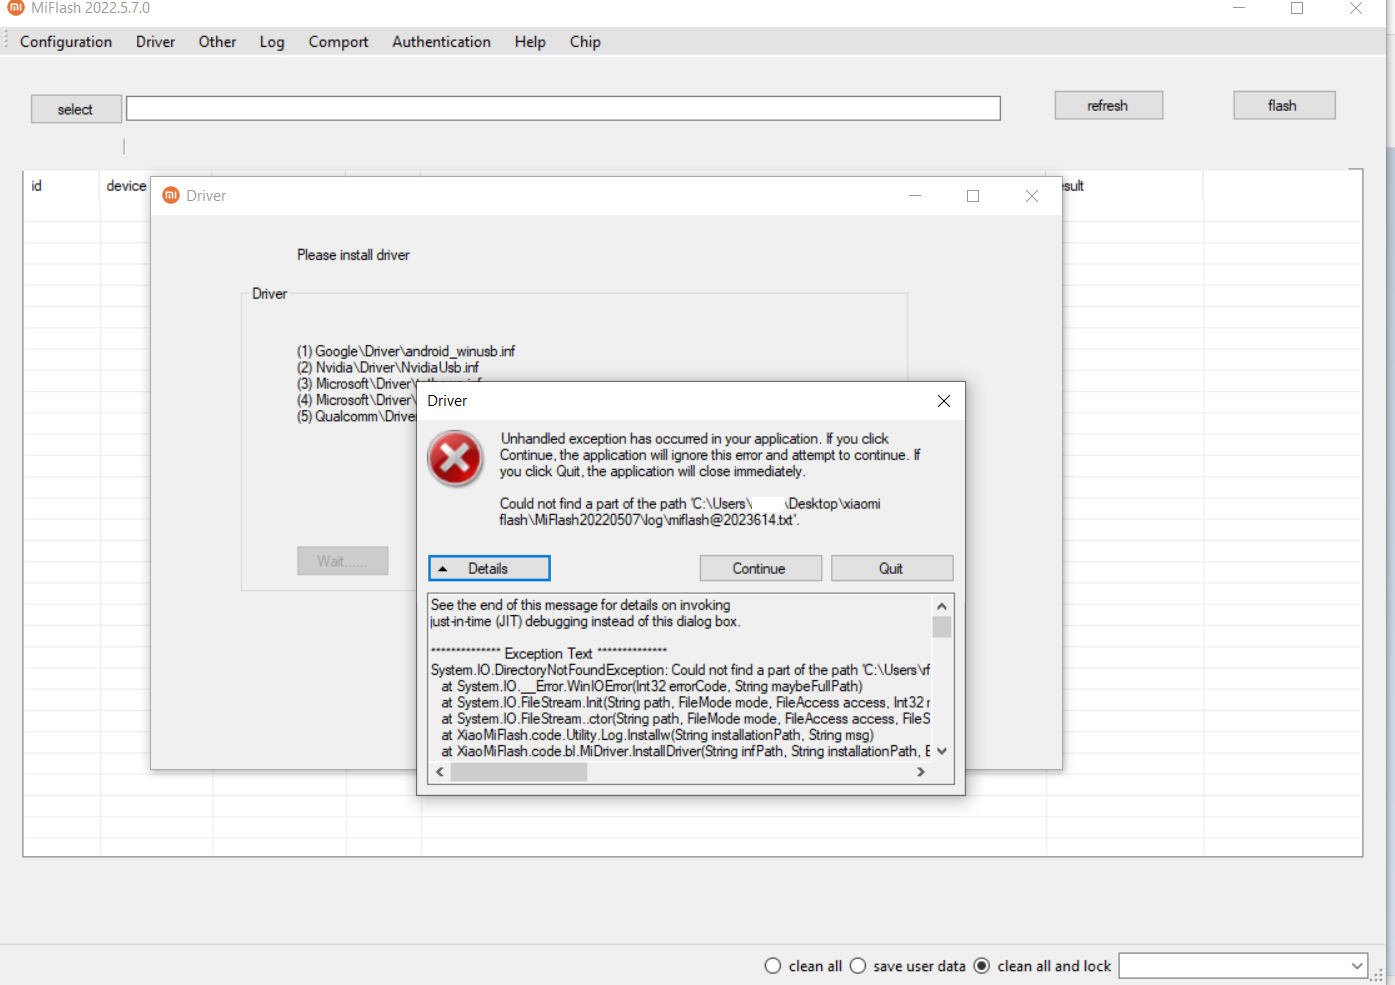 MiFlash 2022.5.7.0
Configuration Driver Other Log Comport Authentication Help Chip
select refresh flash
id device
Driver
Please install driver
Driver
(1) Google\Driver\android_winusb.inf
(2) Nvidia\Driver\NvidiaUsb.inf
(3) Microsoft\Driver\
(4) Microsoft\Driver\
(5) Qualcomm\Drive
Wait......
Driver
Unhandled exception has occurred in your application. If you click
Continue, the application will ignore this error and attempt to continue. If
you click Quit, the application will close immediately.
Could not find a part of the path 'C:\Users\ \Desktop\xiaomi
flash\MiFlash20220507\log\miflash@2023614.txt'.
Details Continue Quit
See the end of this message for details on invoking
just-in-time (JIT) debugging instead of this dialog box.
************** Exception Text **************
System.IO.DirectoryNotFoundException: Could not find a part of the path 'C:\Users\rf
at System.IO.__Error.WinIOError(Int32 errorCode, String maybeFullPath)
at System.IO.FileStream.Init(String path, FileMode mode, FileAccess access, Int32 r
at System.IO.FileStream..ctor(String path, FileMode mode, FileAccess access, FileS
at XiaoMiFlash.code.Utility.Log.Installw(String installationPath, String msg)
at XiaoMiFlash.code.bl.MiDriver.InstallDriver(String infPath, String installationPath, E
clean all save user data clean all and lock